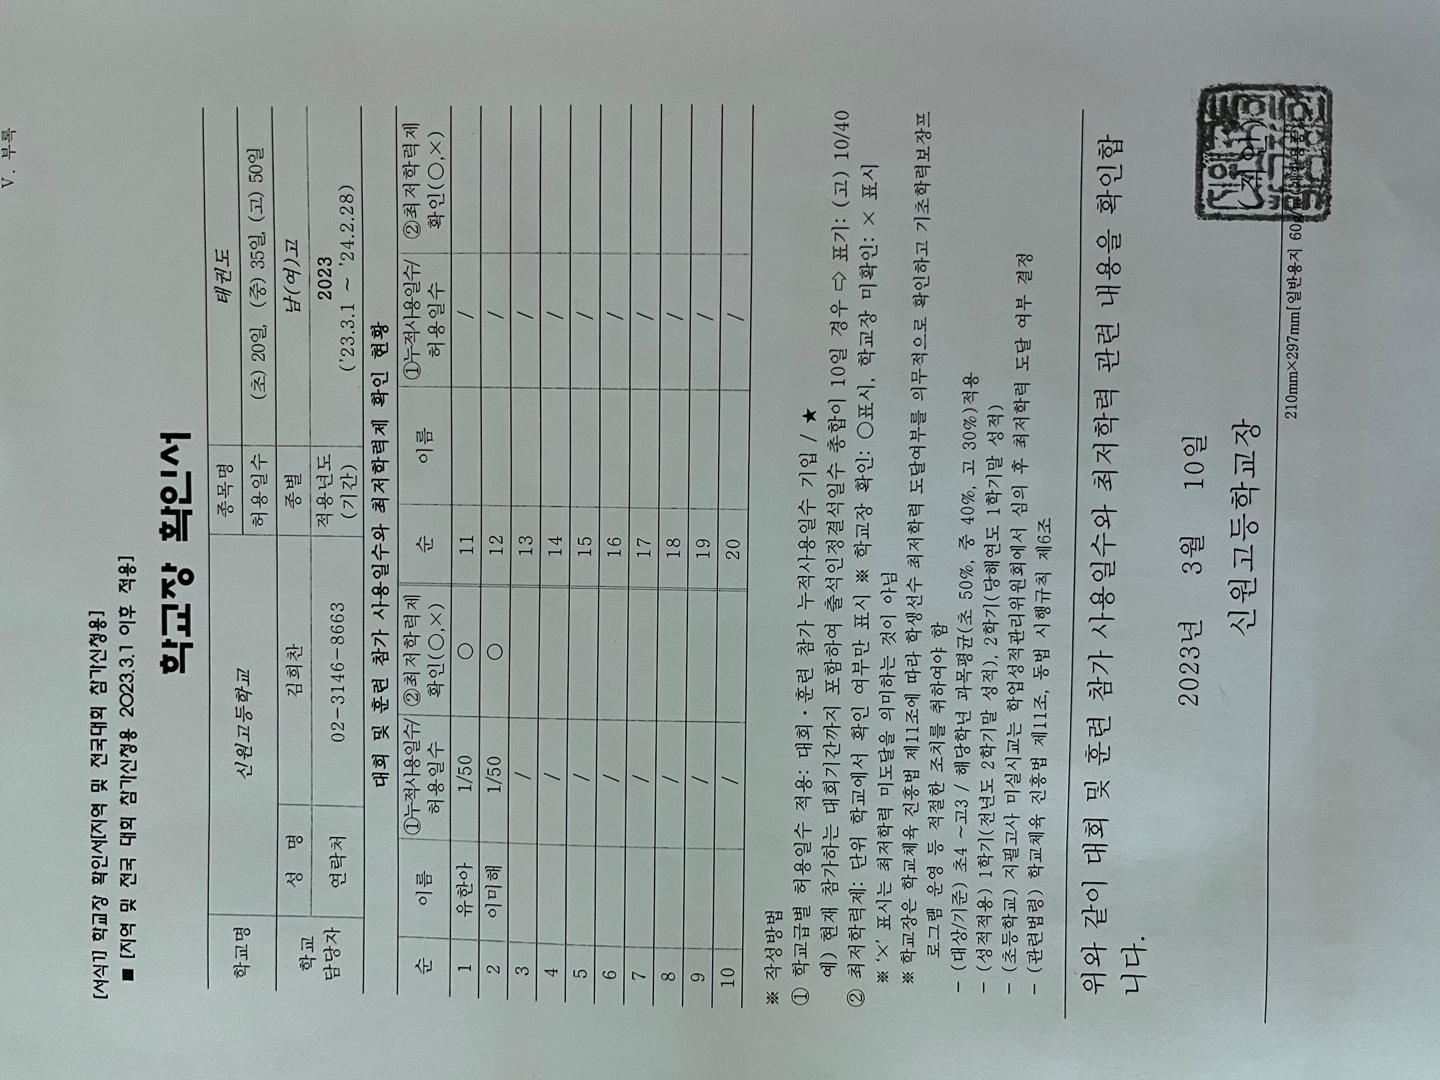 V. 부록
[서식1] 학교장 확인서[지역 및 전국대회 참가신청용]
■ [지역 및 전국 대회 참가신청용 2023.3.1 이후 적용]
학교장 확인서
학교명 신원고등학교 종목명 태권도
허용일수 (초) 20일, (중) 35일, (고) 50일
학교 담당자 성 명 김희찬 종별 남(여)고
연락처 02-3146-8663 적용년도 (기간) 2023 ('23.3.1 ~ '24.2.28)
대회 및 훈련 참가 사용일수와 최저학력제 확인 현황
순 이름 ①누적사용일수/허용일수 ②최저학력제 확인(○,×) 순 이름 ①누적사용일수/허용일수 ②최저학력제 확인(○,×)
1 유한아 1/50 ○ 11 /
2 이미해 1/50 ○ 12 /
3 / 13 /
4 / 14 /
5 / 15 /
6 / 16 /
7 / 17 /
8 / 18 /
9 / 19 /
10 / 20 /
※ 작성방법
① 학교급별 허용일수 적용: 대회·훈련 참가 누적사용일수 기입 / ★
예) 현재 참가하는 대회기간까지 포함하여 출석인정결석일수 총합이 10일 경우 ⇨ 표기: (고) 10/40
② 최저학력제: 단위 학교에서 확인 여부만 표시 ※ 학교장 확인: ○표시, 학교장 미확인: × 표시
※ '×' 표시는 최저학력 미도달을 의미하는 것이 아님
※학교장은 학교체육 진흥법 제11조에 따라 학생선수 최저학력 도달여부를 의무적으로 확인하고 기초학력보장프
로그램 운영 등 적절한 조치를 취하여야 함
- (대상/기준) 초4 ~고3 / 해당학년 과목평균(초 50%, 중 40%, 고 30%)적용
- (성적적용) 1학기(전년도 2학기말 성적), 2학기(당해연도 1학기말 성적)
- (초등학교) 지필고사 미실시교는 학업성적관리위원회에서 심의 후 최저학력 도달 여부 결정
- (관련법령) 학교체육 진흥법 제11조, 동법 시행규칙 제6조
위와 같이 대회 및 훈련 참가 사용일수와 최저학력 관련 내용을 확인합
니다.
2023년 3월 10일
신원고등학교장 (직인)
210mm×297mm[일반용지 60g/